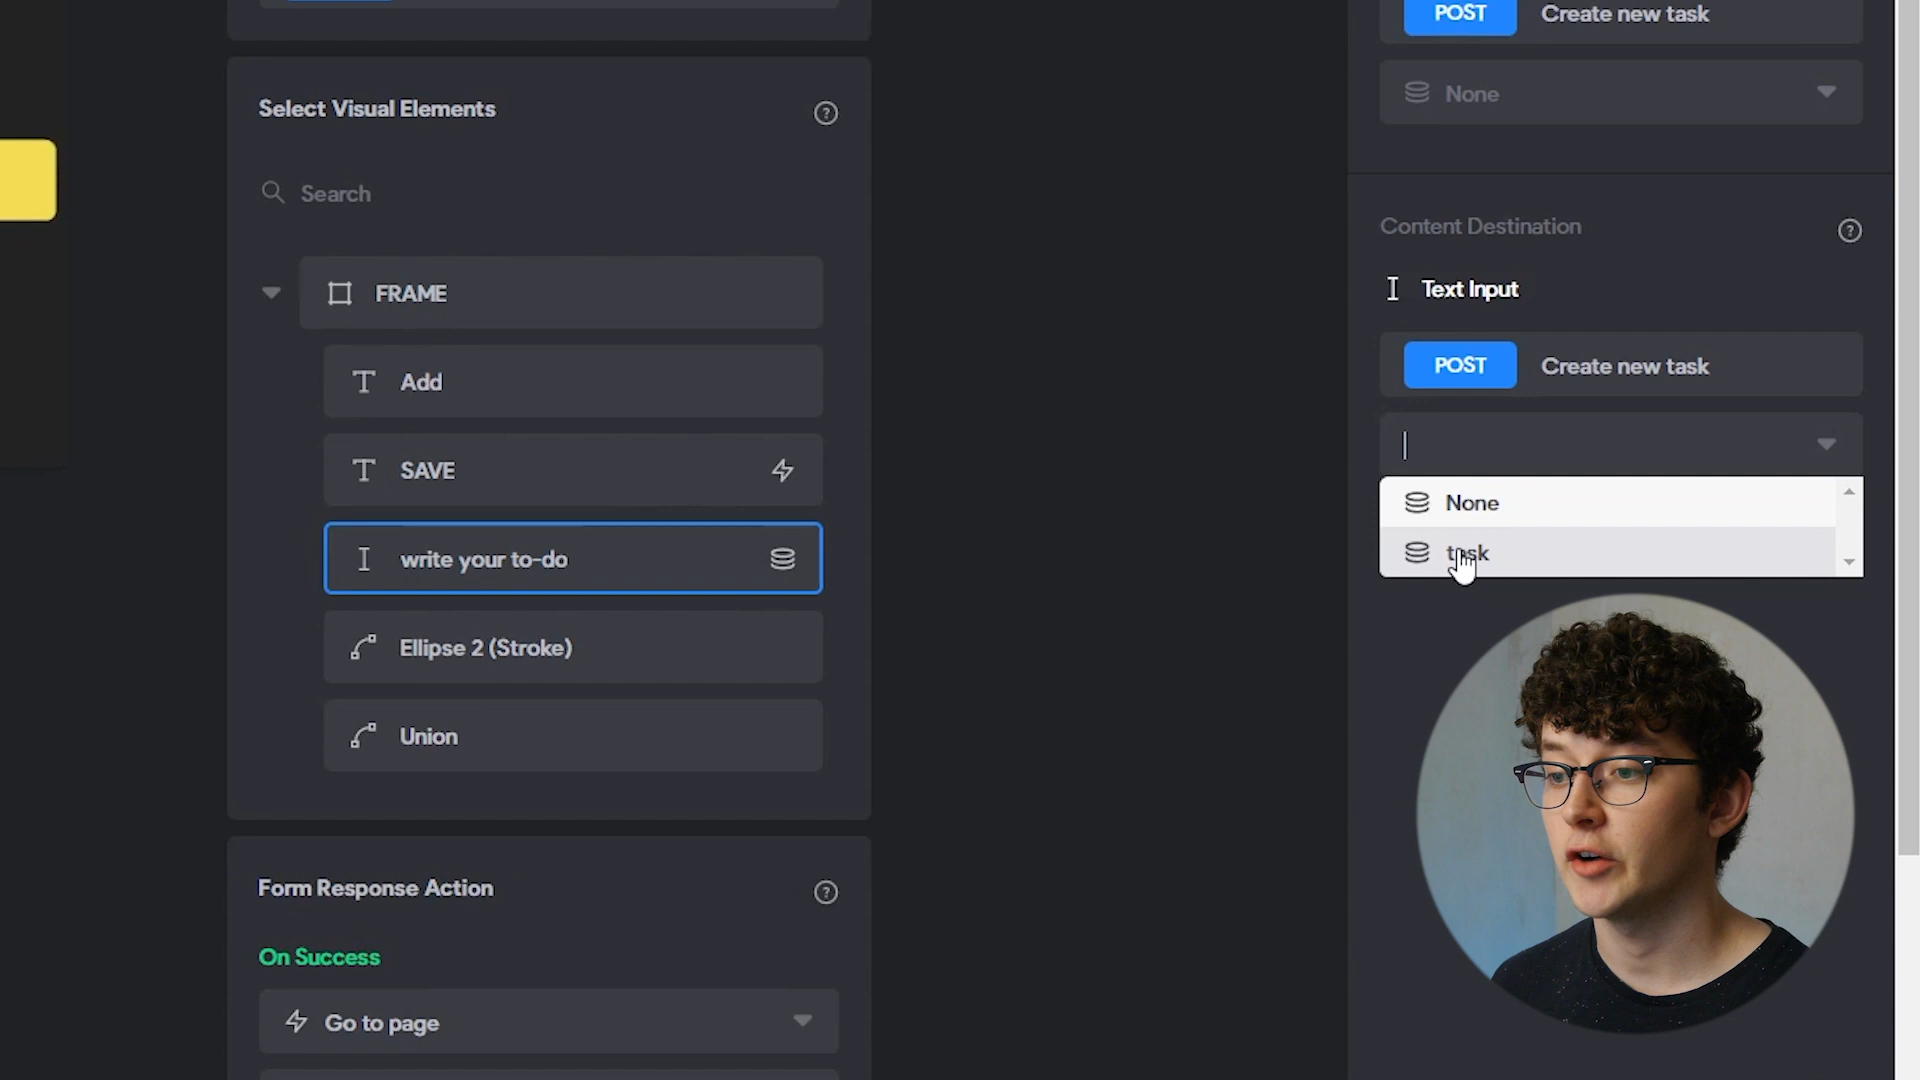 Select Visual Elements
Search
FRAME
Add
SAVE
write your to-do
Ellipse 2 (Stroke)
Union
Form Response Action
On Success
Go to page
POST Create new task
None
Content Destination
Text Input
POST Create new task
None
task